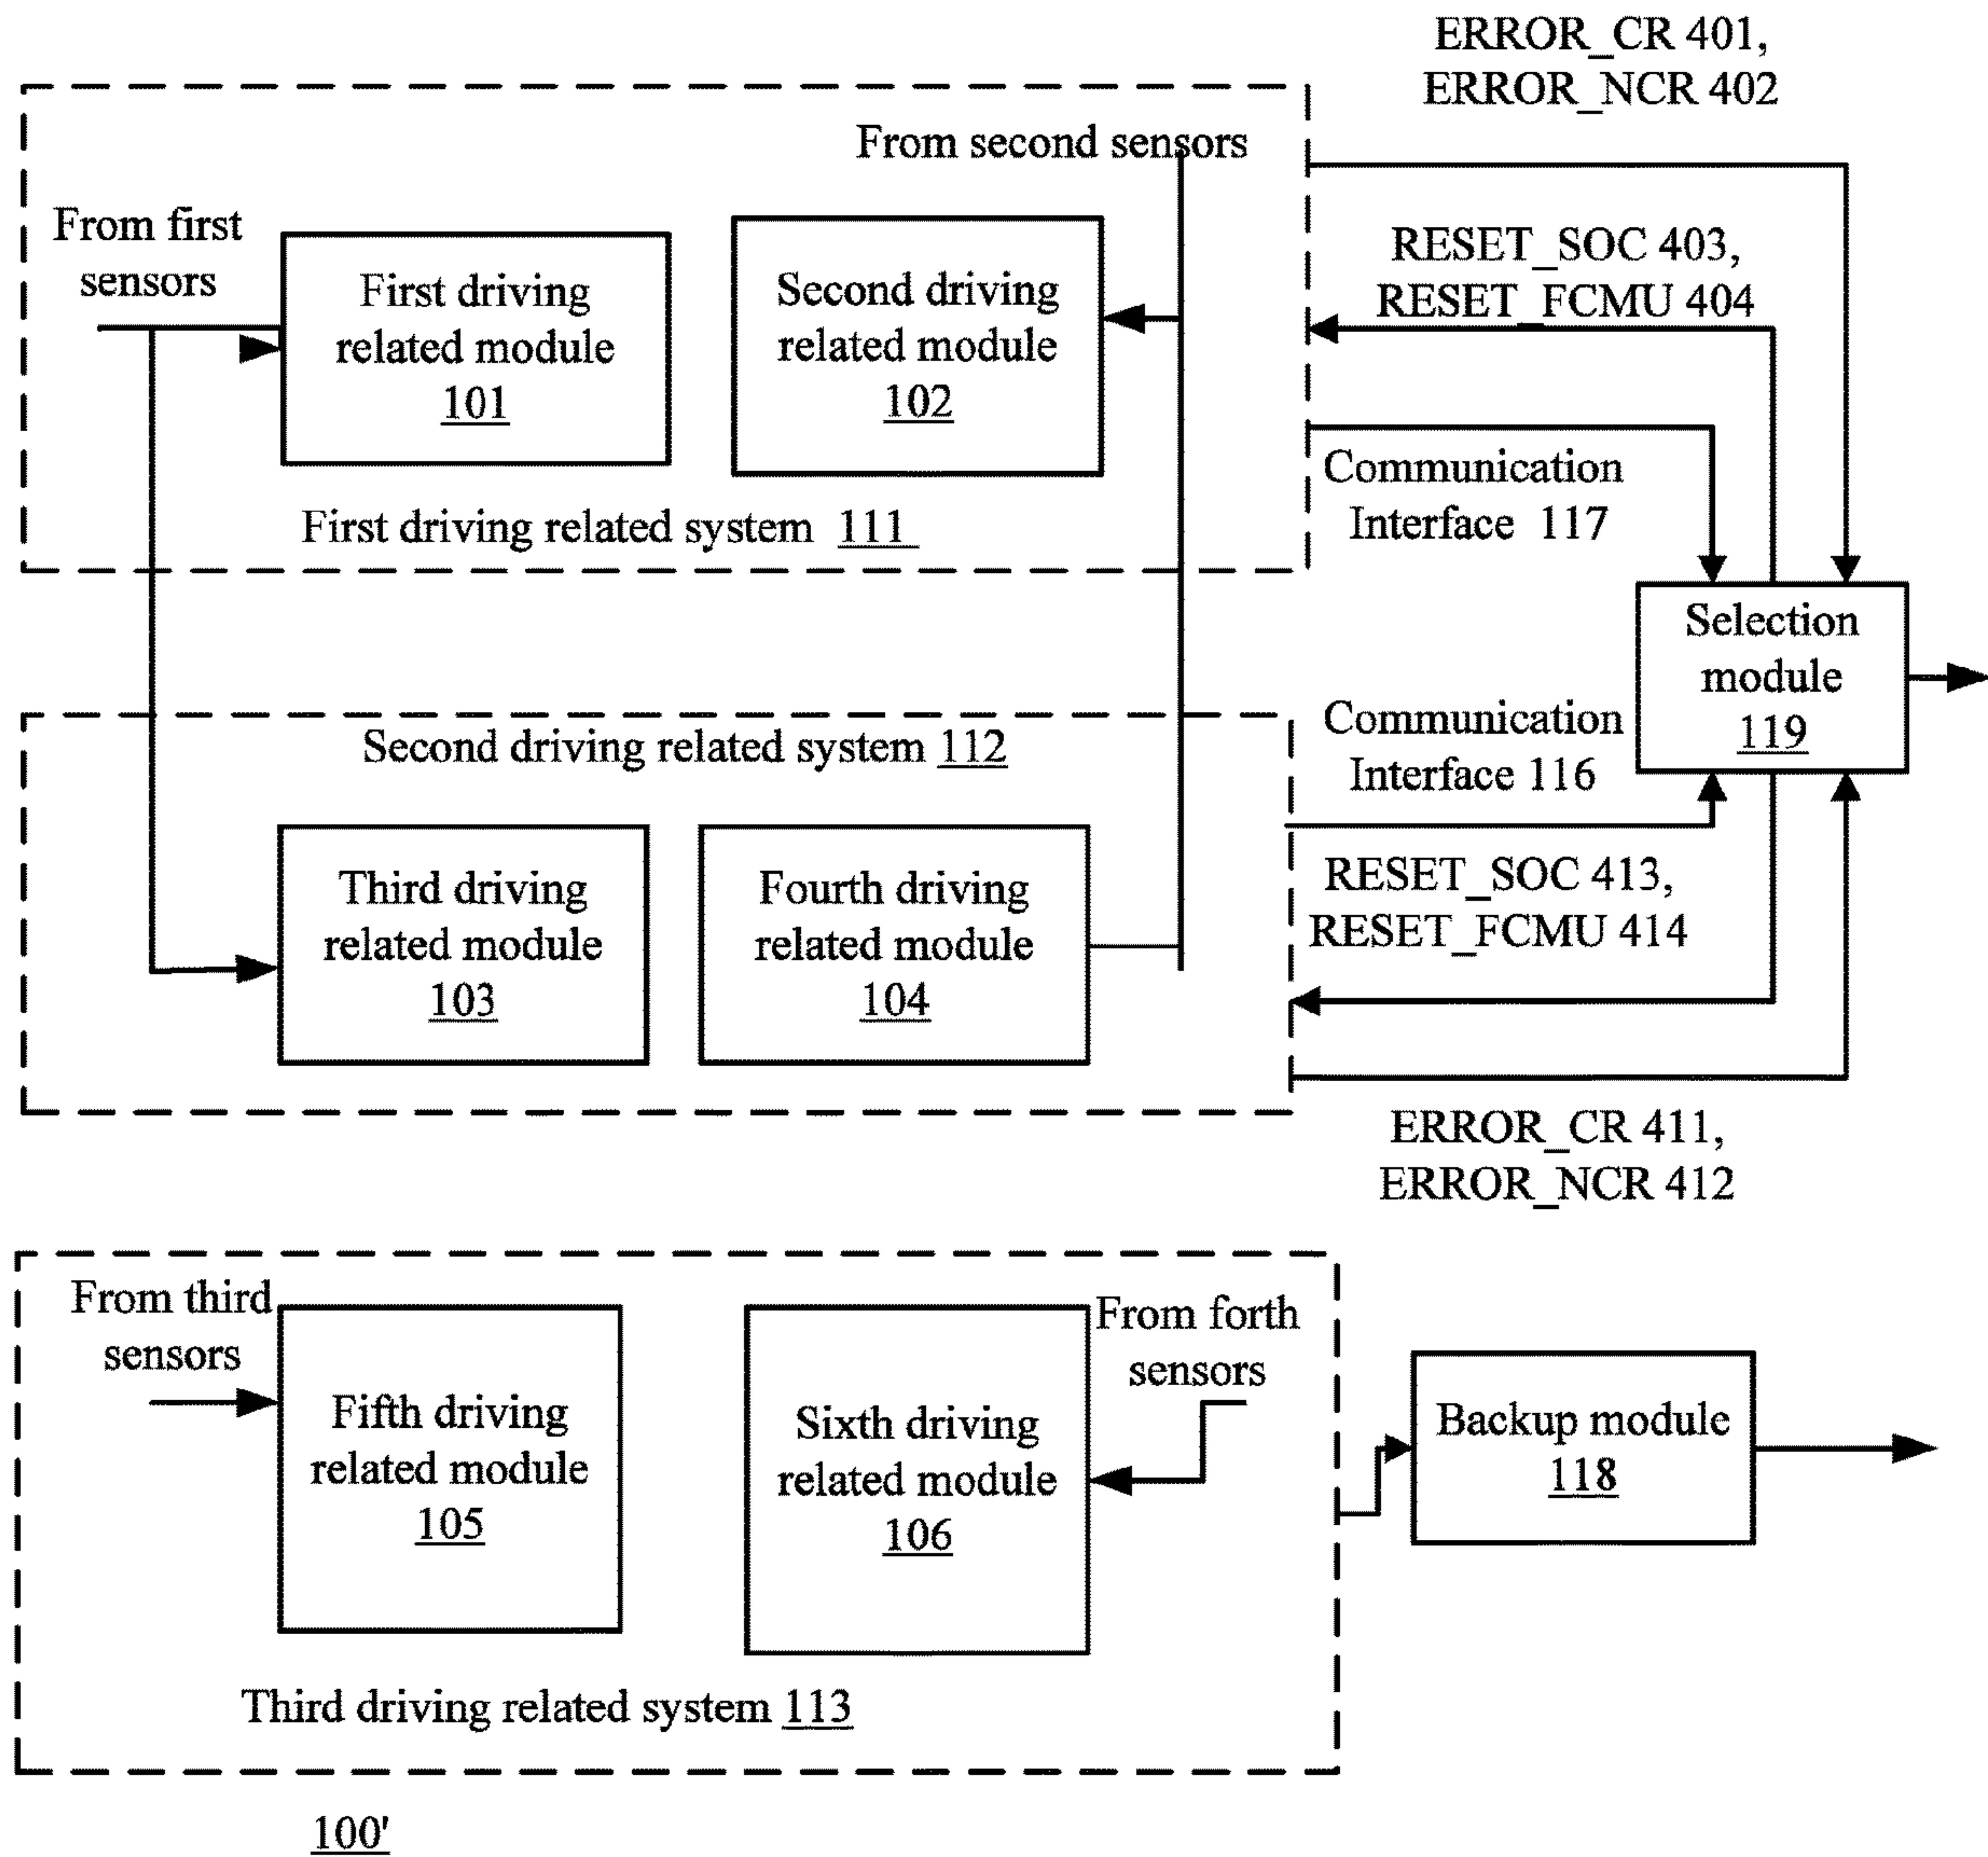 ERROR_CR 401,
ERROR_NCR 402
From second sensors
From first
sensors
First driving
related module
101
Second driving
related module
102
RESET_SOC 403,
RESET_FCMU 404
First driving related system 111
Communication
Interface 117
Selection
module
119
Second driving related system 112
Communication
Interface 116
Third driving
related module
103
Fourth driving
related module
104
RESET_SOC 413,
RESET_FCMU 414
ERROR_CR 411,
ERROR_NCR 412
From third
sensors
Fifth driving
related module
105
Sixth driving
related module
106
From forth
sensors
Backup module
118
Third driving related system 113
100'